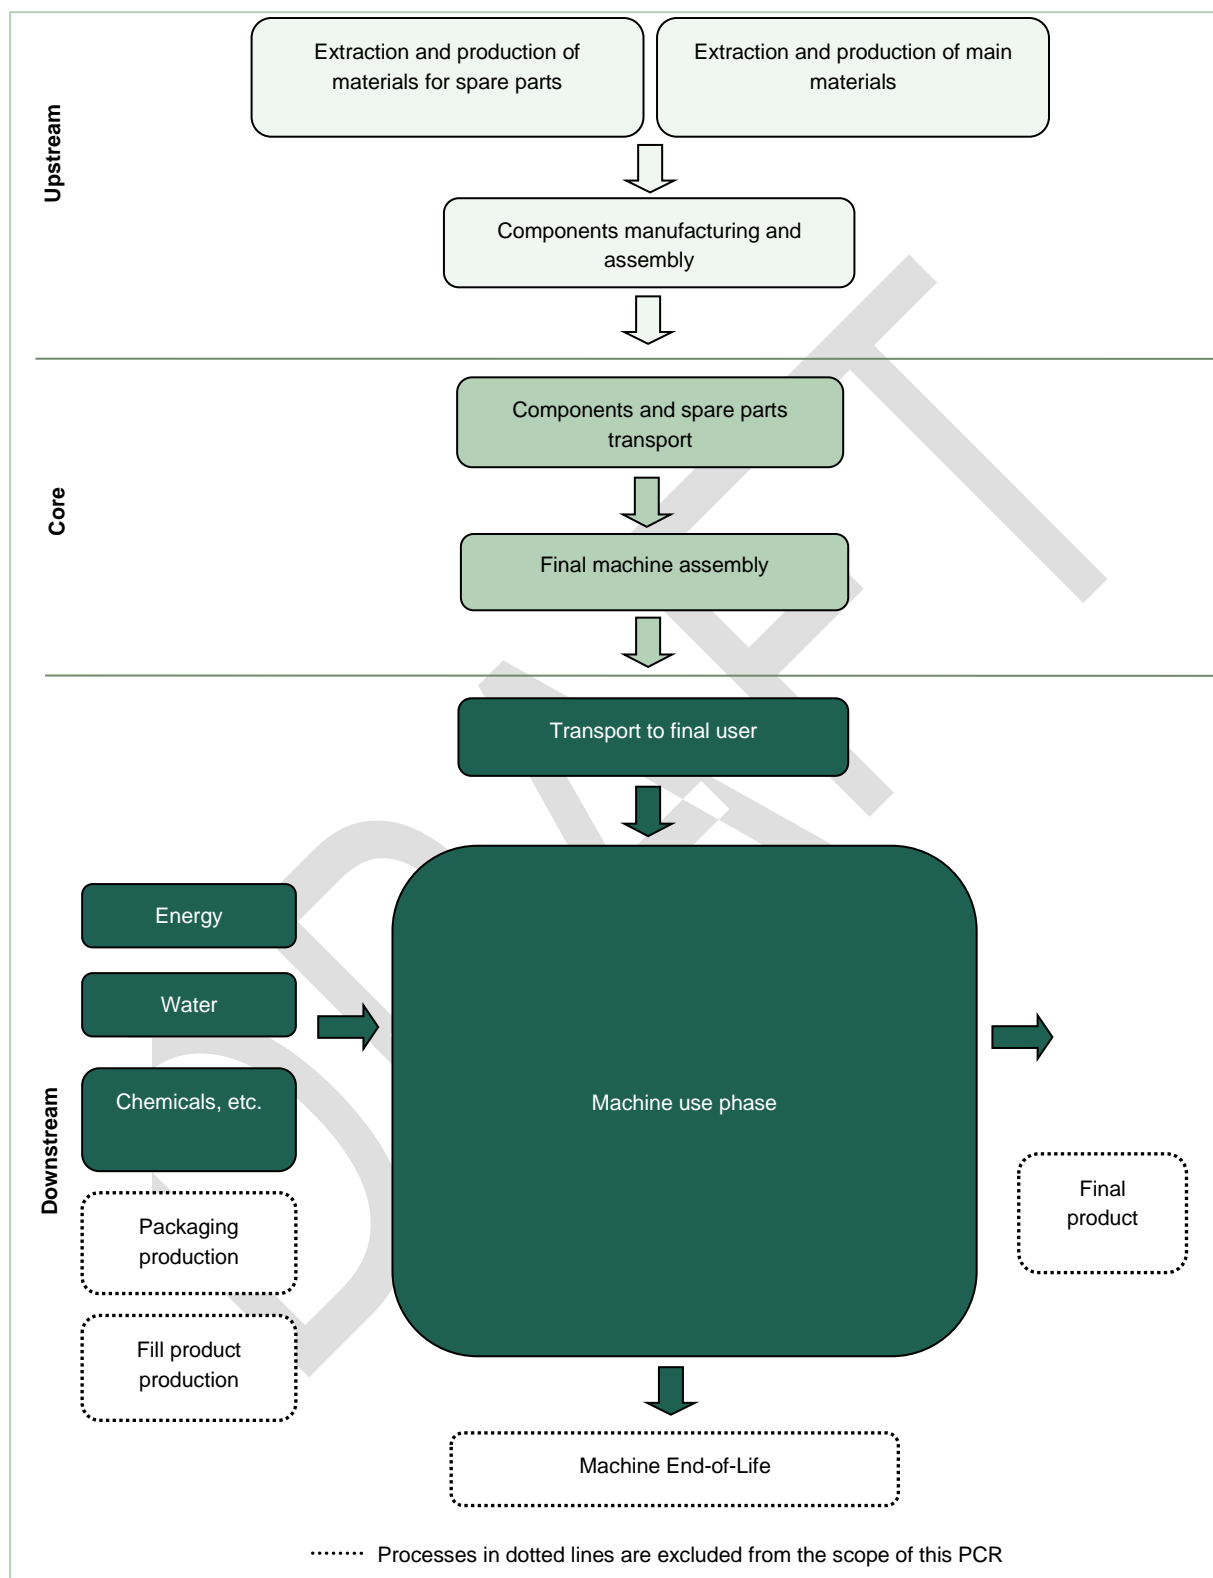 Upstream
Extraction and production of
materials for spare parts
Extraction and production of main
materials
Components manufacturing and
assembly
Core
Components and spare parts
transport
Final machine assembly
Downstream
Transport to final user
Energy
Water
Chemicals, etc.
Packaging
production
Fill product
production
Machine use phase
Final
product
Machine End-of-Life
Processes in dotted lines are excluded from the scope of this PCR
DRAFT